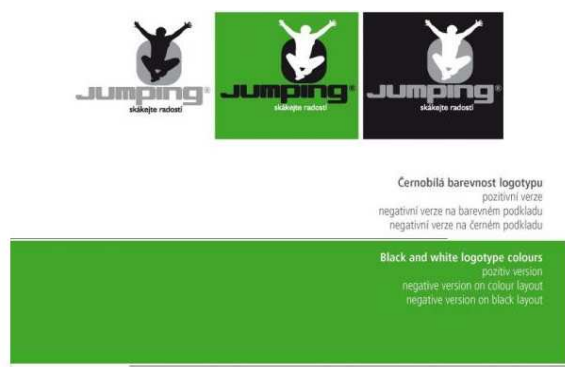 Jumping®
skákejte radostí
Jumping®
skákejte radostí
Jumping®
skákejte radostí
Černobílá barevnost logotypu
pozitivní verze
negativní verze na barevném podkladu
negativní verze na černém podkladu
Black and white logotype colours
pozitiv version
negative version on colour layout
negative version on black layout